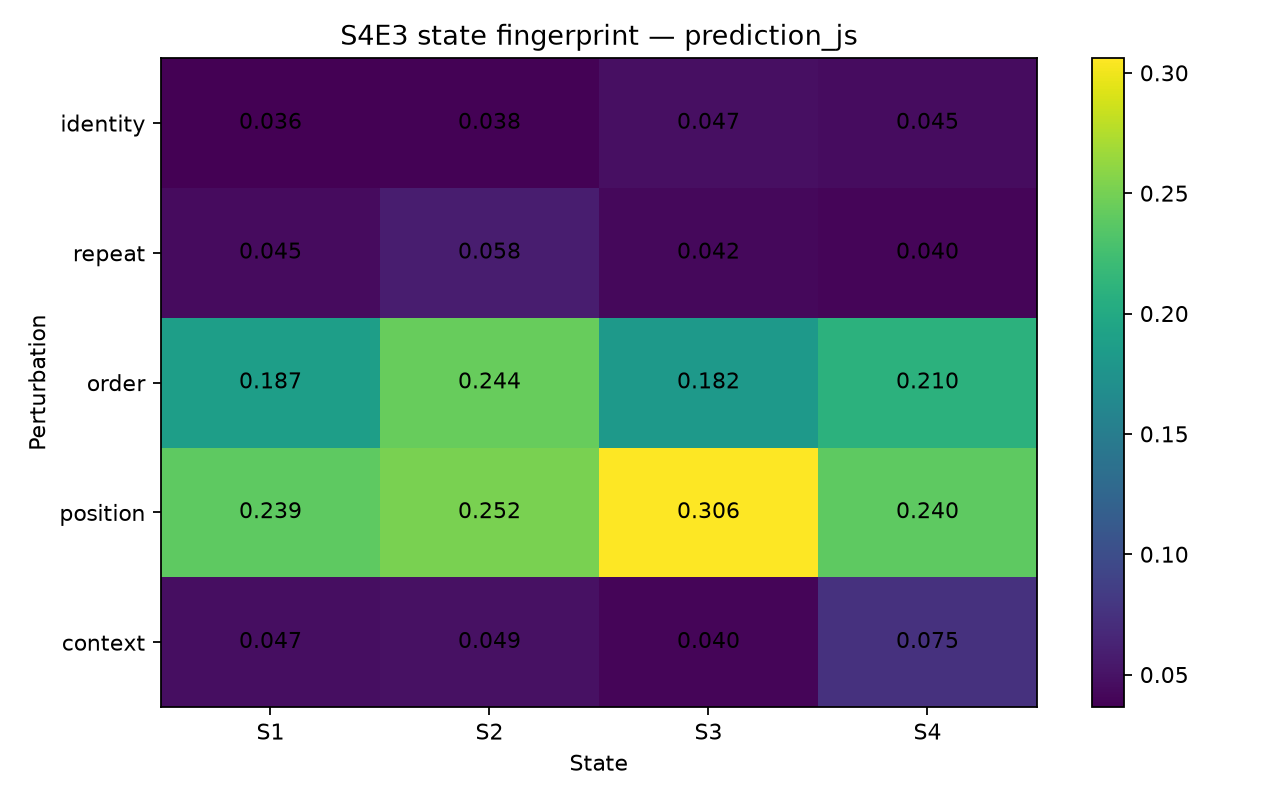 S4E3 state fingerprint — prediction_js
identity 0.036 0.038 0.047 0.045
repeat 0.045 0.058 0.042 0.040
order 0.187 0.244 0.182 0.210
position 0.239 0.252 0.306 0.240
context 0.047 0.049 0.040 0.075
S1 S2 S3 S4
State
Perturbation
0.30
0.25
0.20
0.15
0.10
0.05